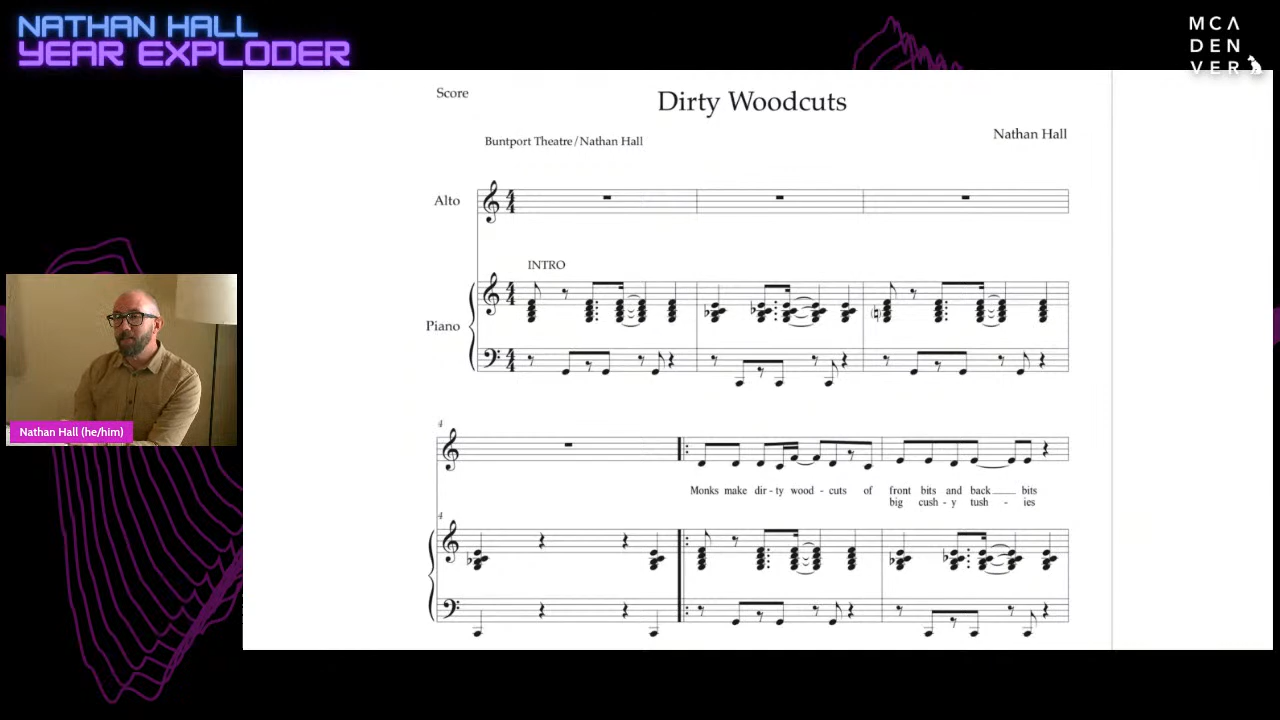 NATHAN HALL
YEAR EXPLODER
MCA
DEN
VER
Score
Dirty Woodcuts
Nathan Hall
Buntport Theatre/Nathan Hall
Alto
INTRO
Piano
4
Monks make dir - ty wood - cuts of front bits and back____ bits
big cush - y tush - ies
4
Nathan Hall (he/him)